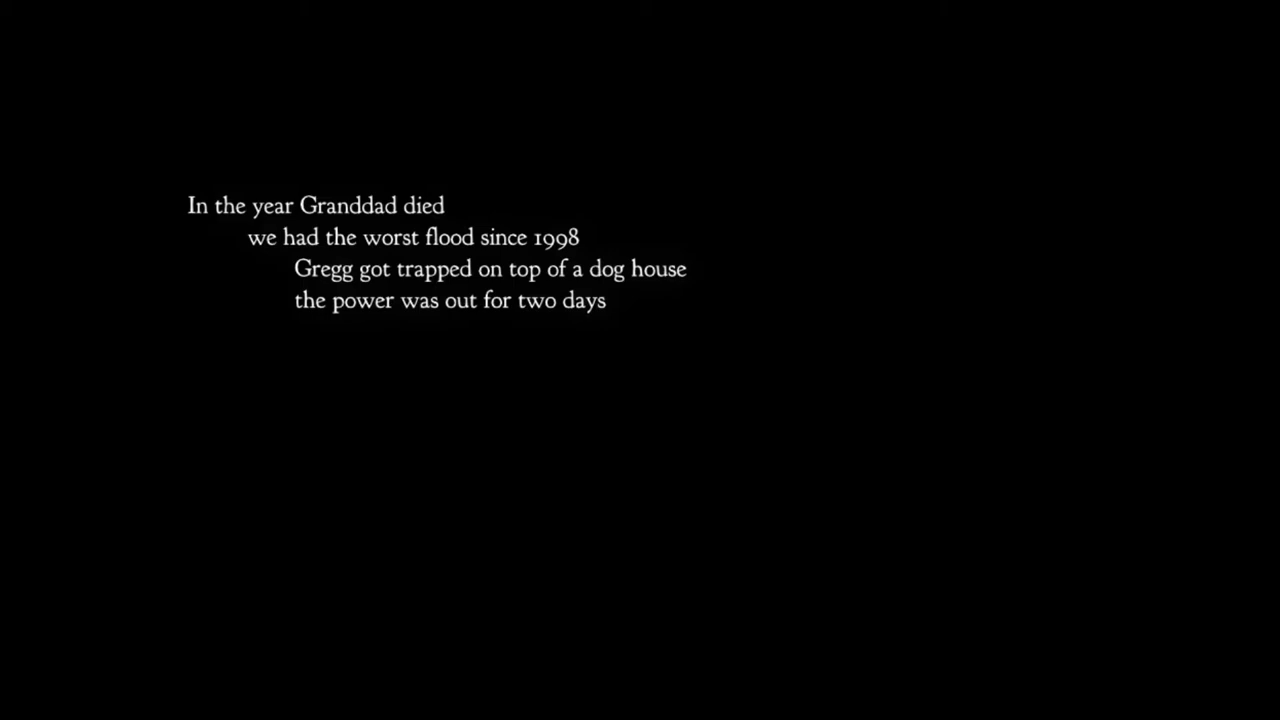 In the year Granddad died
we had the worst flood since 1998
Gregg got trapped on top of a dog house
the power was out for two days